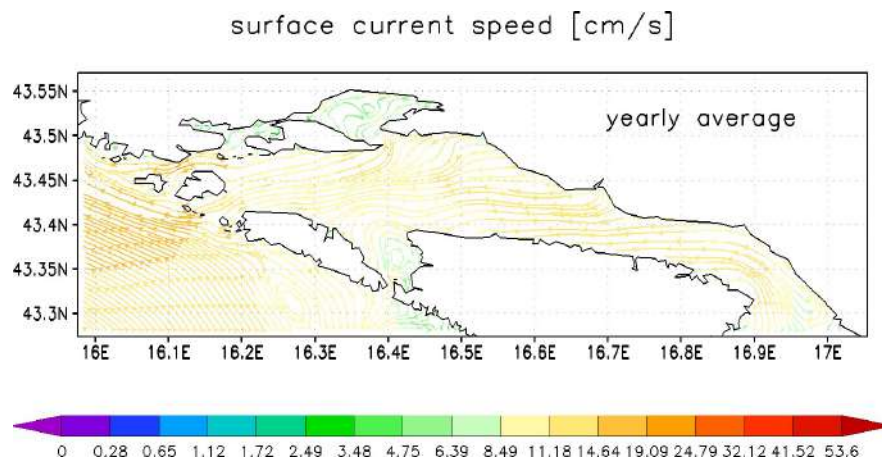 surface current speed [cm/s]
yearly average
43.55N
43.5N
43.45N
43.4N
43.35N
43.3N
16E 16.1E 16.2E 16.3E 16.4E 16.5E 16.6E 16.7E 16.8E 16.9E 17E
0 0.28 0.65 1.12 1.72 2.49 3.48 4.75 6.39 8.49 11.18 14.64 19.09 24.79 32.12 41.52 53.6